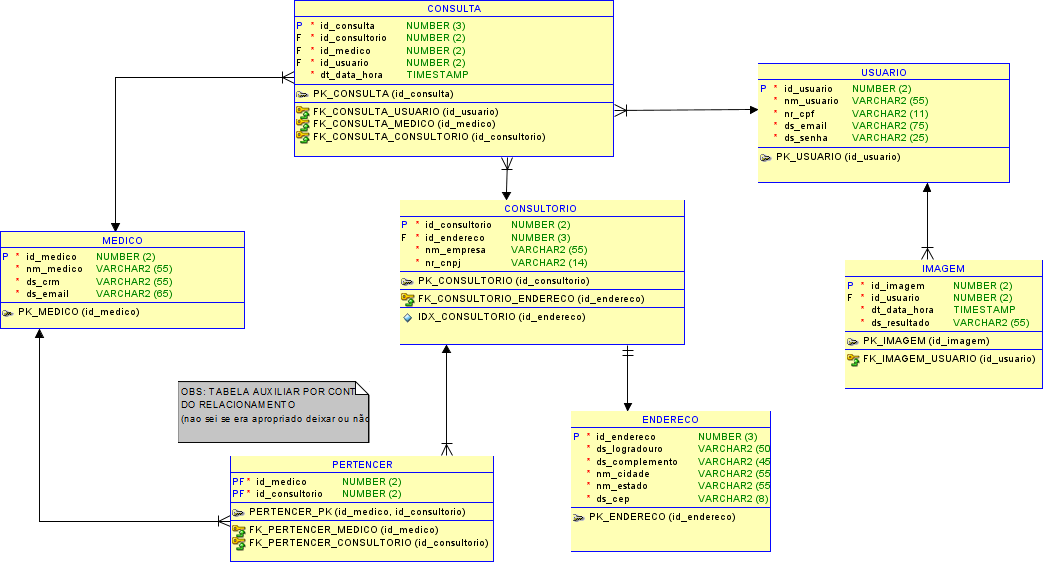 CONSULTA
P * id_consulta NUMBER (3)
F * id_consultorio NUMBER (2)
F * id_medico NUMBER (2)
F * id_usuario NUMBER (2)
* dt_data_hora TIMESTAMP
PK_CONSULTA (id_consulta)
FK_CONSULTA_USUARIO (id_usuario)
FK_CONSULTA_MEDICO (id_medico)
FK_CONSULTA_CONSULTORIO (id_consultorio)
USUARIO
P * id_usuario NUMBER (2)
* nm_usuario VARCHAR2 (55)
* nr_cpf VARCHAR2 (11)
* ds_email VARCHAR2 (75)
* ds_senha VARCHAR2 (25)
PK_USUARIO (id_usuario)
CONSULTORIO
P * id_consultorio NUMBER (2)
F * id_endereco NUMBER (3)
* nm_empresa VARCHAR2 (55)
* nr_cnpj VARCHAR2 (14)
PK_CONSULTORIO (id_consultorio)
FK_CONSULTORIO_ENDERECO (id_endereco)
IDX_CONSULTORIO (id_endereco)
MEDICO
P * id_medico NUMBER (2)
* nm_medico VARCHAR2 (55)
* ds_crm VARCHAR2 (55)
* ds_email VARCHAR2 (65)
PK_MEDICO (id_medico)
IMAGEM
P * id_imagem NUMBER (2)
F * id_usuario NUMBER (2)
* dt_data_hora TIMESTAMP
* ds_resultado VARCHAR2 (55)
PK_IMAGEM (id_imagem)
FK_IMAGEM_USUARIO (id_usuario)
OBS: TABELA AUXILIAR POR CONT
DO RELACIONAMENTO
(nao sei se era apropriado deixar ou não
ENDERECO
P * id_endereco NUMBER (3)
* ds_logradouro VARCHAR2 (50
* ds_complemento VARCHAR2 (45
* nm_cidade VARCHAR2 (55
* nm_estado VARCHAR2 (55
* ds_cep VARCHAR2 (8)
PK_ENDERECO (id_endereco)
PERTENCER
PF* id_medico NUMBER (2)
PF* id_consultorio NUMBER (2)
PERTENCER_PK (id_medico, id_consultorio)
FK_PERTENCER_MEDICO (id_medico)
FK_PERTENCER_CONSULTORIO (id_consultorio)